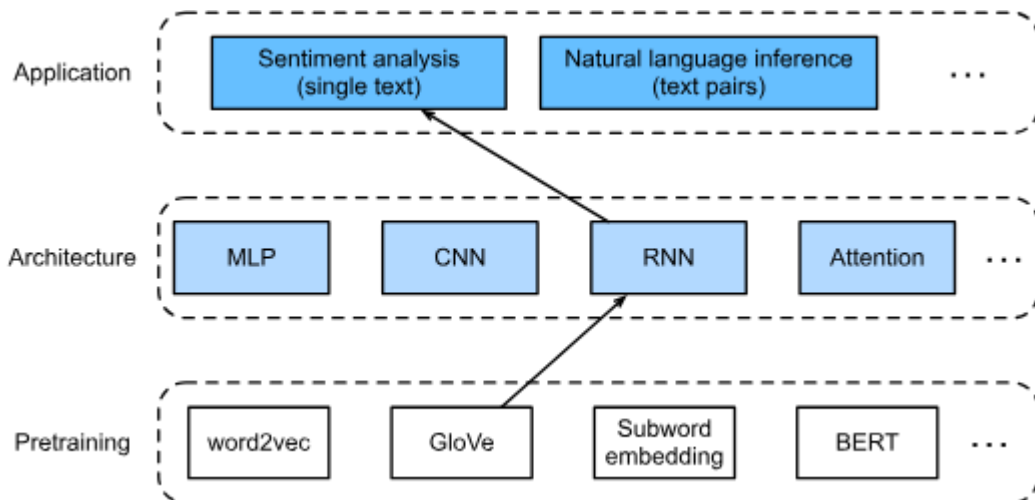 Application
Sentiment analysis
(single text)
Natural language inference
(text pairs)
...
Architecture
MLP
CNN
RNN
Attention
...
Pretraining
word2vec
GloVe
Subword
embedding
BERT
...